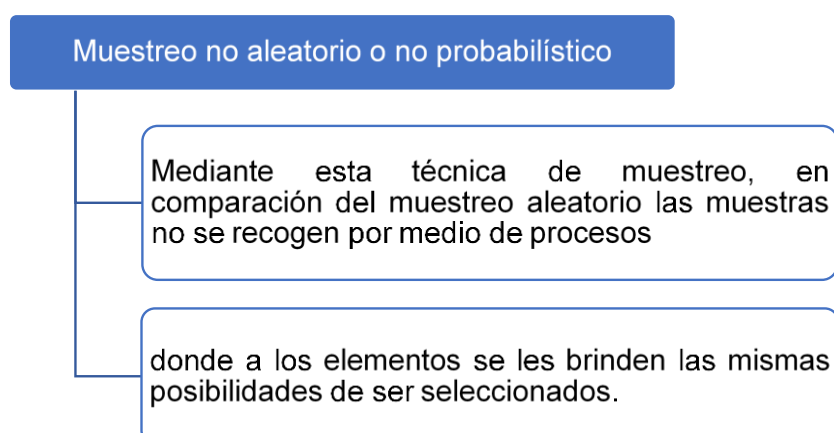 Muestreo no aleatorio o no probabilístico
Mediante esta técnica de muestreo, en
comparación del muestreo aleatorio las muestras
no se recogen por medio de procesos
donde a los elementos se les brinden las mismas
posibilidades de ser seleccionados.